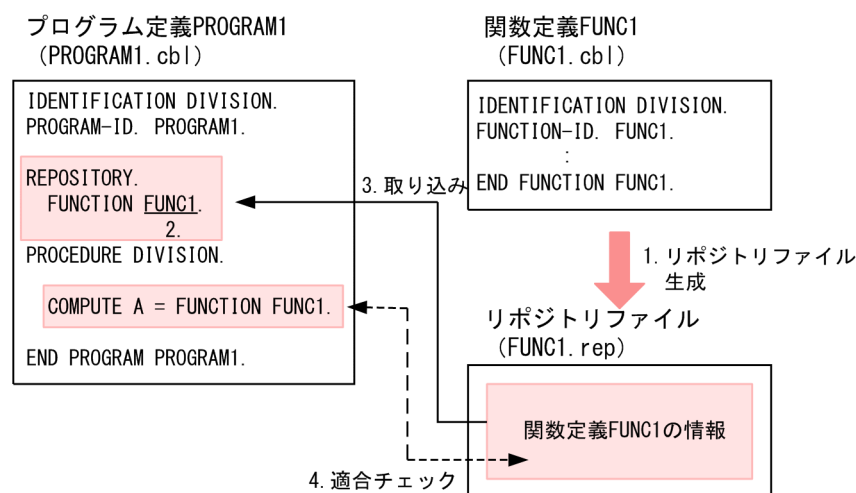 プログラム定義PROGRAM1
(PROGRAM1.cbl)
IDENTIFICATION DIVISION.
PROGRAM-ID. PROGRAM1.
REPOSITORY.
FUNCTION FUNC1.
2.
PROCEDURE DIVISION.
COMPUTE A = FUNCTION FUNC1.
END PROGRAM PROGRAM1.
関数定義FUNC1
(FUNC1.cbl)
IDENTIFICATION DIVISION.
FUNCTION-ID. FUNC1.
:
END FUNCTION FUNC1.
3.取り込み
1.リポジトリファイル
生成
リポジトリファイル
(FUNC1.rep)
関数定義FUNC1の情報
4.適合チェック